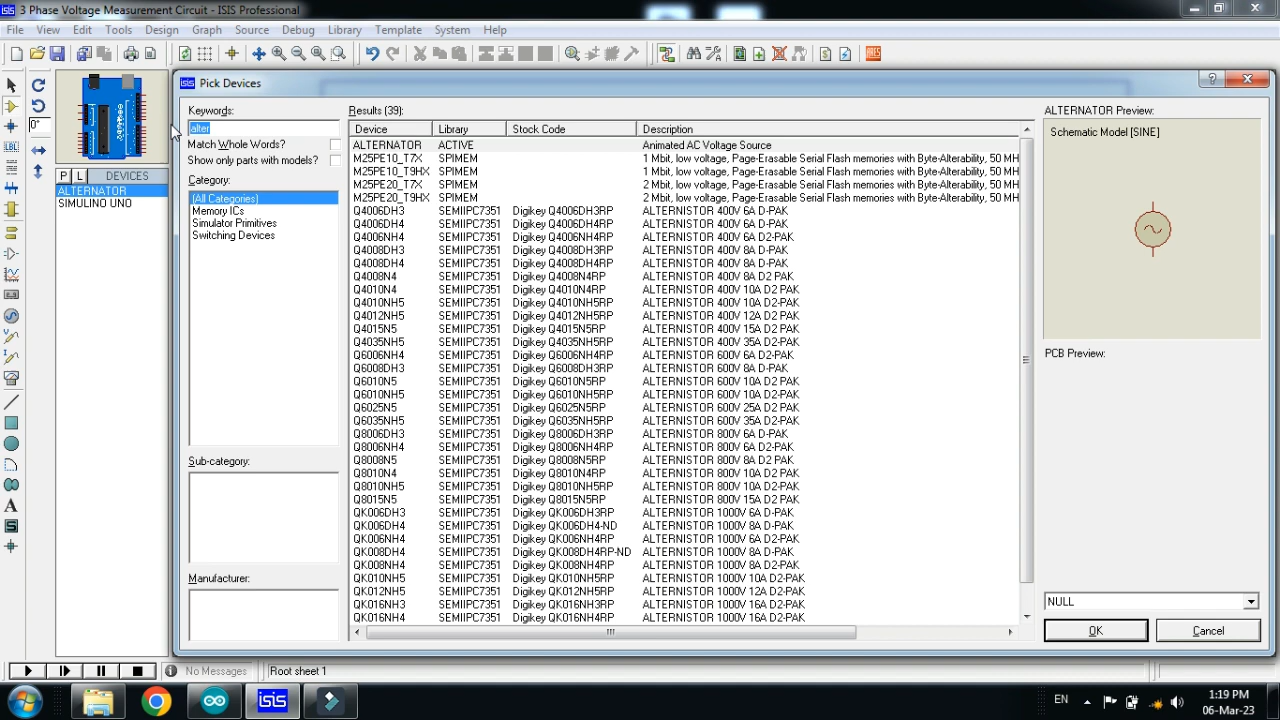 3 Phase Voltage Measurement Circuit - ISIS Professional
File View Edit Tools Design Graph Source Debug Library Template System Help
Pick Devices
Keywords:
alter
Match Whole Words?
Show only parts with models?
Category:
(All Categories)
Memory ICs
Simulator Primitives
Switching Devices
Sub-category:
Manufacturer:
0°
P L DEVICES
ALTERNATOR
SIMULINO UNO
LBL
A
Results (39):
Device Library Stock Code Description
ALTERNATOR ACTIVE Animated AC Voltage Source
M25PE10_T7X SPIMEM 1 Mbit, low voltage, Page-Erasable Serial Flash memories with Byte-Alterability, 50 MH
M25PE10_T9HX SPIMEM 1 Mbit, low voltage, Page-Erasable Serial Flash memories with Byte-Alterability, 50 MH
M25PE20_T7X SPIMEM 2 Mbit, low voltage, Page-Erasable Serial Flash memories with Byte-Alterability, 50 MH
M25PE20_T9HX SPIMEM 2 Mbit, low voltage, Page-Erasable Serial Flash memories with Byte-Alterability, 50 MH
Q4006DH3 SEMIIPC7351 Digikey Q4006DH3RP ALTERNISTOR 400V 6A D-PAK
Q4006DH4 SEMIIPC7351 Digikey Q4006DH4RP ALTERNISTOR 400V 6A D-PAK
Q4006NH4 SEMIIPC7351 Digikey Q4006NH4RP ALTERNISTOR 400V 6A D2-PAK
Q4008DH3 SEMIIPC7351 Digikey Q4008DH3RP ALTERNISTOR 400V 8A D-PAK
Q4008DH4 SEMIIPC7351 Digikey Q4008DH4RP ALTERNISTOR 400V 8A D-PAK
Q4008N4 SEMIIPC7351 Digikey Q4008N4RP ALTERNISTOR 400V 8A D2 PAK
Q4010N4 SEMIIPC7351 Digikey Q4010N4RP ALTERNISTOR 400V 10A D2 PAK
Q4010NH5 SEMIIPC7351 Digikey Q4010NH5RP ALTERNISTOR 400V 10A D2-PAK
Q4012NH5 SEMIIPC7351 Digikey Q4012NH5RP ALTERNISTOR 400V 12A D2-PAK
Q4015N5 SEMIIPC7351 Digikey Q4015N5RP ALTERNISTOR 400V 15A D2 PAK
Q4035NH5 SEMIIPC7351 Digikey Q4035NH5RP ALTERNISTOR 400V 35A D2-PAK
Q6006NH4 SEMIIPC7351 Digikey Q6006NH4RP ALTERNISTOR 600V 6A D2-PAK
Q6008DH3 SEMIIPC7351 Digikey Q6008DH3RP ALTERNISTOR 600V 8A D-PAK
Q6010N5 SEMIIPC7351 Digikey Q6010N5RP ALTERNISTOR 600V 10A D2 PAK
Q6010NH5 SEMIIPC7351 Digikey Q6010NH5RP ALTERNISTOR 600V 10A D2-PAK
Q6025N5 SEMIIPC7351 Digikey Q6025N5RP ALTERNISTOR 600V 25A D2 PAK
Q6035NH5 SEMIIPC7351 Digikey Q6035NH5RP ALTERNISTOR 600V 35A D2-PAK
Q8006DH3 SEMIIPC7351 Digikey Q8006DH3RP ALTERNISTOR 800V 6A D-PAK
Q8006NH4 SEMIIPC7351 Digikey Q8006NH4RP ALTERNISTOR 800V 6A D2-PAK
Q8008N5 SEMIIPC7351 Digikey Q8008N5RP ALTERNISTOR 800V 8A D2 PAK
Q8010N4 SEMIIPC7351 Digikey Q8010N4RP ALTERNISTOR 800V 10A D2 PAK
Q8010NH5 SEMIIPC7351 Digikey Q8010NH5RP ALTERNISTOR 800V 10A D2-PAK
Q8015N5 SEMIIPC7351 Digikey Q8015N5RP ALTERNISTOR 800V 15A D2 PAK
QK006DH3 SEMIIPC7351 Digikey QK006DH3RP ALTERNISTOR 1000V 6A D-PAK
QK006DH4 SEMIIPC7351 Digikey QK006DH4-ND ALTERNISTOR 1000V 8A D-PAK
QK006NH4 SEMIIPC7351 Digikey QK006NH4RP ALTERNISTOR 1000V 6A D2-PAK
QK008DH4 SEMIIPC7351 Digikey QK008DH4RP-ND ALTERNISTOR 1000V 8A D-PAK
QK008NH4 SEMIIPC7351 Digikey QK008NH4RP ALTERNISTOR 1000V 8A D2-PAK
QK010NH5 SEMIIPC7351 Digikey QK010NH5RP ALTERNISTOR 1000V 10A D2-PAK
QK012NH5 SEMIIPC7351 Digikey QK012NH5RP ALTERNISTOR 1000V 12A D2-PAK
QK016NH3 SEMIIPC7351 Digikey QK016NH3RP ALTERNISTOR 1000V 16A D2-PAK
QK016NH4 SEMIIPC7351 Digikey QK016NH4RP ALTERNISTOR 1000V 16A D2-PAK
ALTERNATOR Preview:
Schematic Model [SINE]
PCB Preview:
NULL
OK Cancel
No Messages Root sheet 1
EN
1:19 PM
06-Mar-23